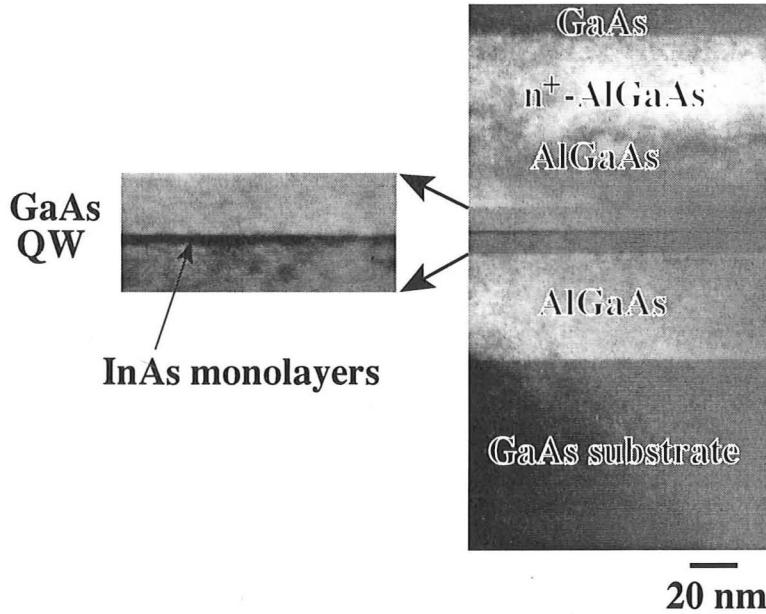 GaAs
n⁺-AlGaAs
AlGaAs
GaAs
QW
InAs monolayers
AlGaAs
GaAs substrate
20 nm